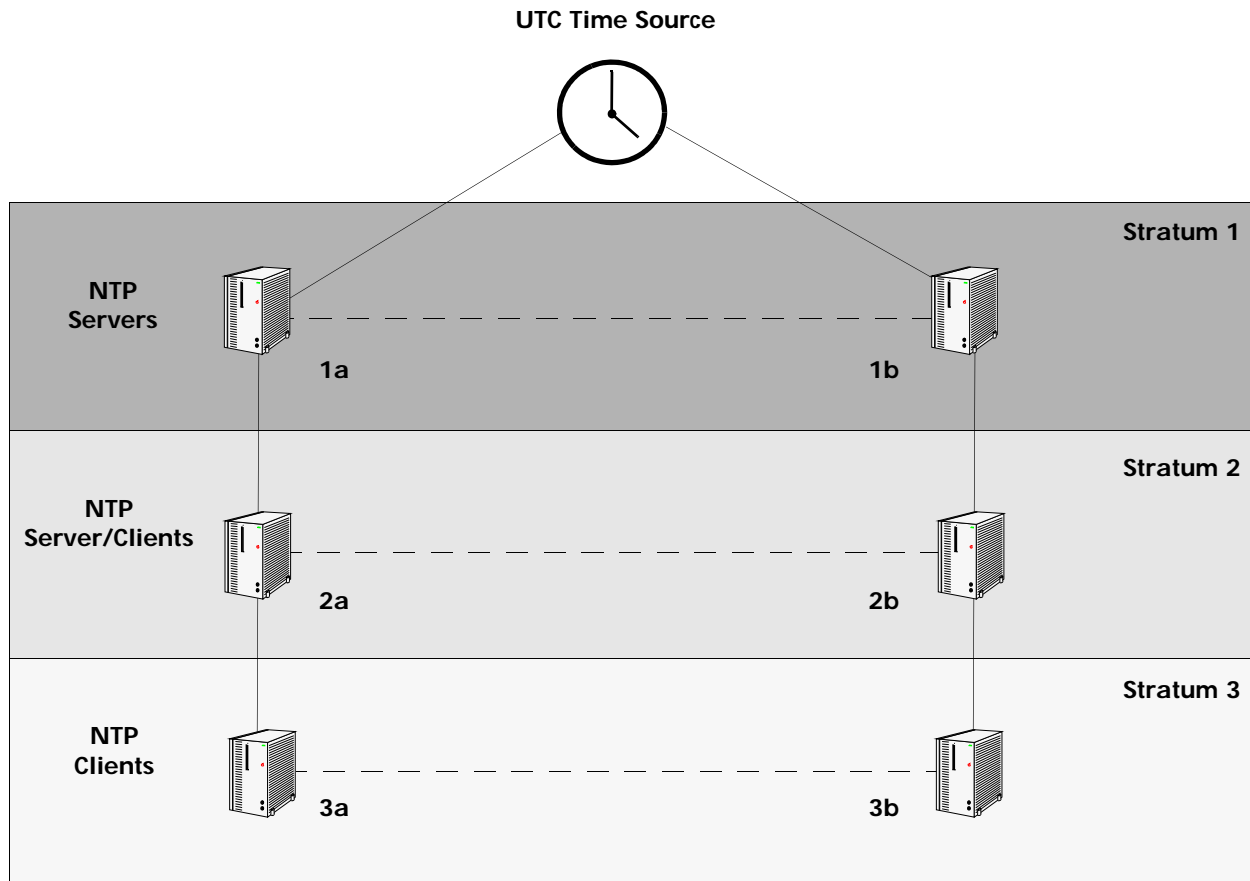 UTC Time Source
Stratum 1
NTP
Servers
1a
1b
Stratum 2
NTP
Server/Clients
2a
2b
Stratum 3
NTP
Clients
3a
3b